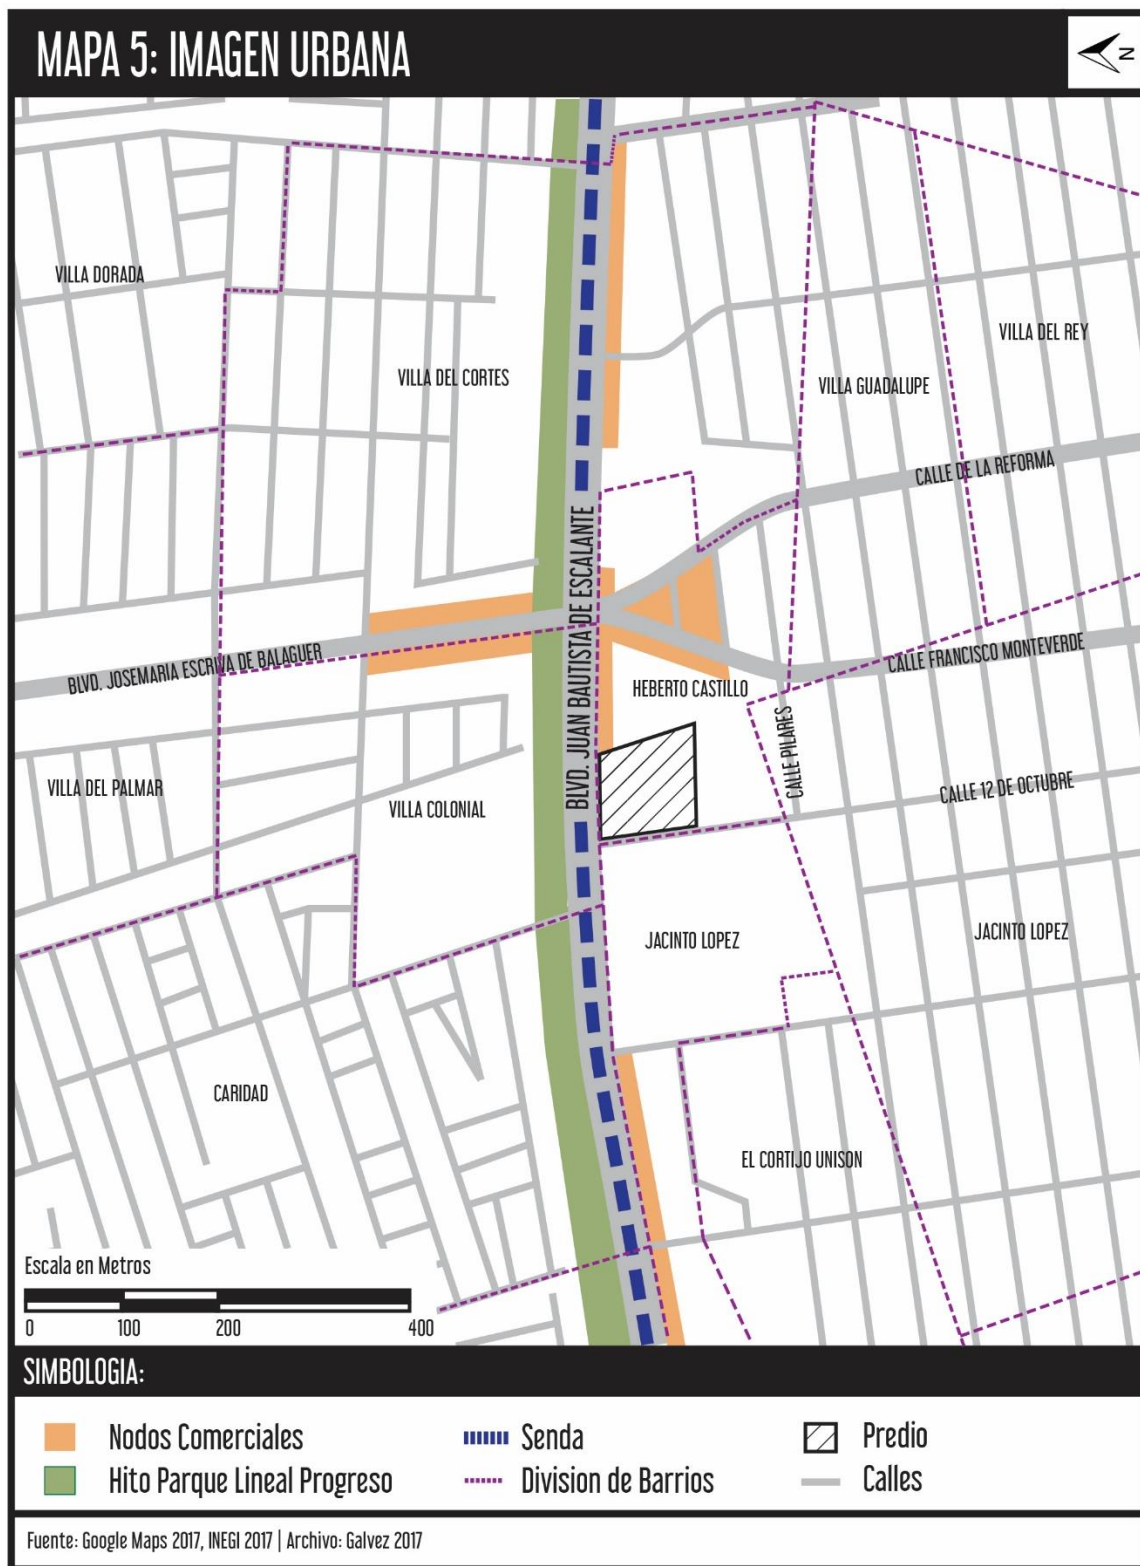 MAPA 5: IMAGEN URBANA
N
VILLA DORADA
VILLA DEL CORTES
VILLA DEL REY
VILLA GUADALUPE
CALLE DE LA REFORMA
BLVD. JUAN BAUTISTA DE ESCALANTE
BLVD. JOSEMARIA ESCRIVA DE BALAGUER
CALLE FRANCISCO MONTEVERDE
HEBERTO CASTILLO
CALLE PILARES
VILLA DEL PALMAR
VILLA COLONIAL
CALLE 12 DE OCTUBRE
JACINTO LOPEZ
JACINTO LOPEZ
CARIDAD
EL CORTIJO UNISON
Escala en Metros
0 100 200 400
SIMBOLOGIA:
Nodos Comerciales
Senda
Predio
Hito Parque Lineal Progreso
Division de Barrios
Calles
Fuente: Google Maps 2017, INEGI 2017 | Archivo: Galvez 2017